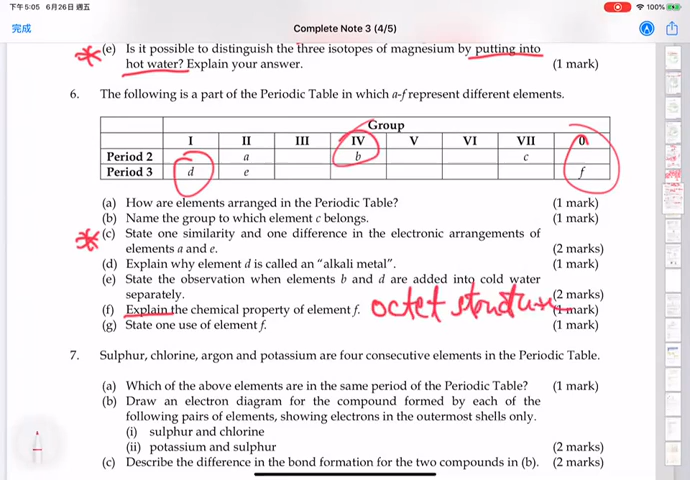 下午5:05 6月26日 週五
100%
完成
Complete Note 3 (4/5)
(e) Is it possible to distinguish the three isotopes of magnesium by putting into
hot water? Explain your answer. (1 mark)
6. The following is a part of the Periodic Table in which a-f represent different elements.
Group
I II III IV V VI VII 0
Period 2 a b c
Period 3 d e f
(a) How are elements arranged in the Periodic Table? (1 mark)
(b) Name the group to which element c belongs. (1 mark)
(c) State one similarity and one difference in the electronic arrangements of
elements a and e. (2 marks)
(d) Explain why element d is called an "alkali metal". (1 mark)
(e) State the observation when elements b and d are added into cold water
separately. (2 marks)
(f) Explain the chemical property of element f. octet structure (1 mark)
(g) State one use of element f. (1 mark)
7. Sulphur, chlorine, argon and potassium are four consecutive elements in the Periodic Table.
(a) Which of the above elements are in the same period of the Periodic Table? (1 mark)
(b) Draw an electron diagram for the compound formed by each of the
following pairs of elements, showing electrons in the outermost shells only.
(i) sulphur and chlorine
(ii) potassium and sulphur (2 marks)
(c) Describe the difference in the bond formation for the two compounds in (b). (2 marks)